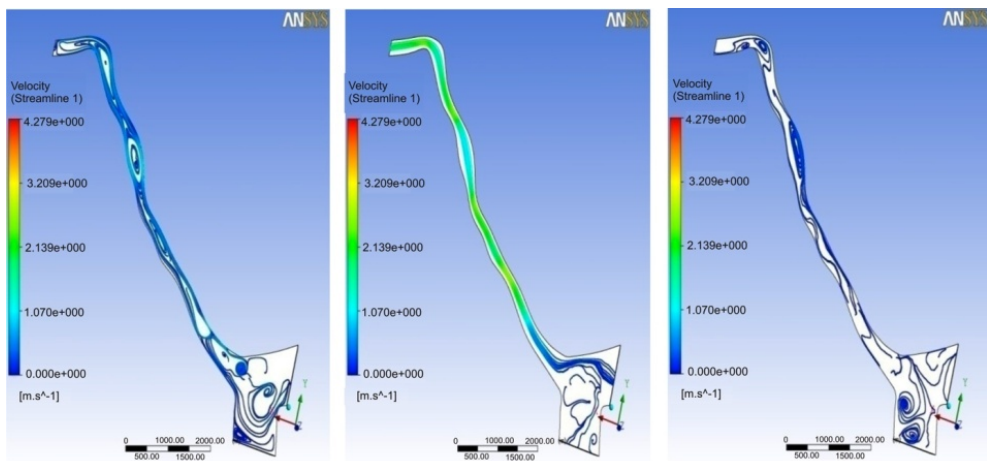 ANSYS
Velocity
(Streamline 1)
4.279e+000
3.209e+000
2.139e+000
1.070e+000
0.000e+000
[m.s^-1]
Y
Z
0 1000.00 2000.00
500.00 1500.00
ANSYS
Velocity
(Streamline 1)
4.279e+000
3.209e+000
2.139e+000
1.070e+000
0.000e+000
[m.s^-1]
Y
Z
0 1000.00 2000.00
500.00 1500.00
ANSYS
Velocity
(Streamline 1)
4.279e+000
3.209e+000
2.139e+000
1.070e+000
0.000e+000
[m.s^-1]
Y
Z
0 1000.00 2000.00
500.00 1500.00